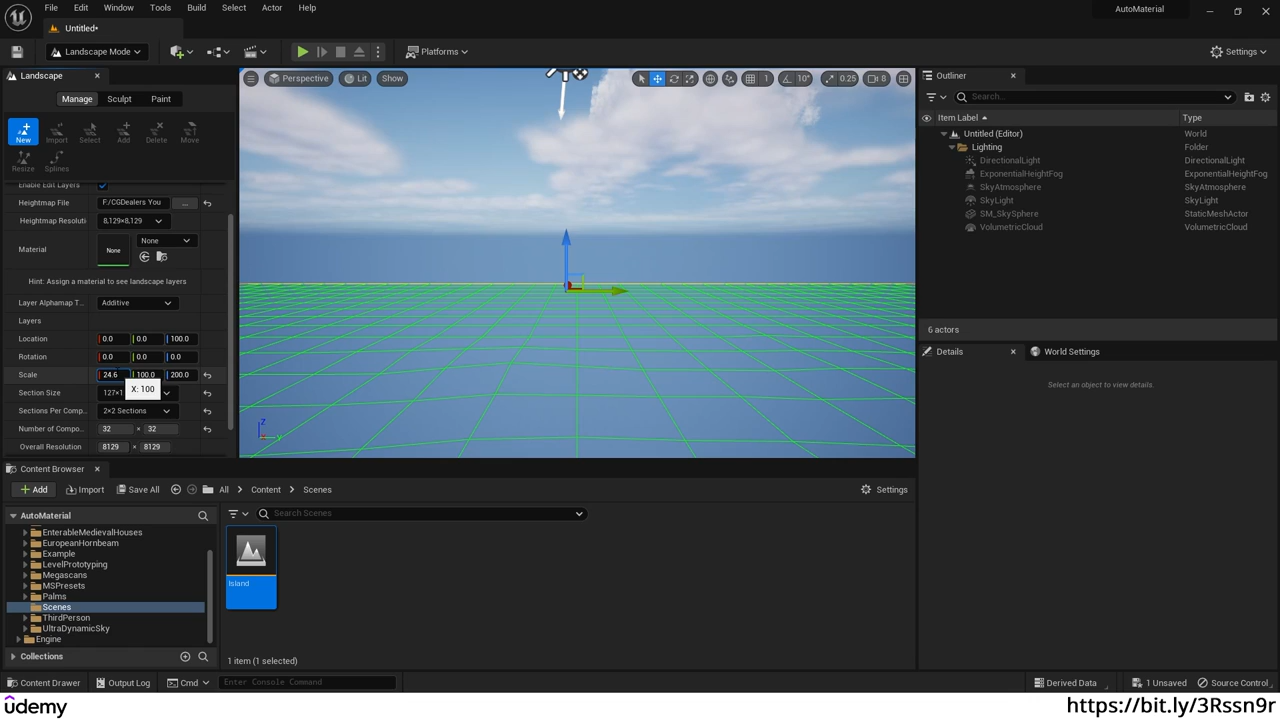 File Edit Window Tools Build Select Actor Help
AutoMaterial
Untitled*
Landscape Mode
Platforms
Settings
Landscape
Perspective
Lit
Show
1
10°
0.25
8
Outliner
Manage Sculpt Paint
Search...
New Import Select Add Delete Move
Item Label Type
Untitled (Editor) World
Lighting Folder
DirectionalLight DirectionalLight
Resize Splines
ExponentialHeightFog ExponentialHeightFog
Enable Edit Layers
SkyAtmosphere SkyAtmosphere
Heightmap File F:/CGDealers You ...
SkyLight SkyLight
SM_SkySphere StaticMeshActor
Heightmap Resoluti 8,129×8,129
VolumetricCloud VolumetricCloud
Material None None
Hint: Assign a material to see landscape layers
Layer Alphamap T... Additive
Layers
6 actors
Location 0.0 0.0 100.0
Rotation 0.0 0.0 0.0
Details World Settings
Scale 24.6 100.0 200.0
X: 100
Select an object to view details.
Section Size 127×1
Sections Per Comp... 2×2 Sections
Number of Compo... 32 × 32
Z
Y
Overall Resolution 8129 × 8129
Content Browser
Add Import Save All All Content Scenes Settings
AutoMaterial
Search Scenes
EnterableMedievalHouses
EuropeanHornbeam
Example
LevelPrototyping
Megascans
MSPresets
Palms
Scenes
ThirdPerson
UltraDynamicSky
Engine
Island
Collections
1 item (1 selected)
Content Drawer Output Log Cmd Enter Console Command Derived Data 1 Unsaved Source Control
udemy
https://bit.ly/3Rssn9r